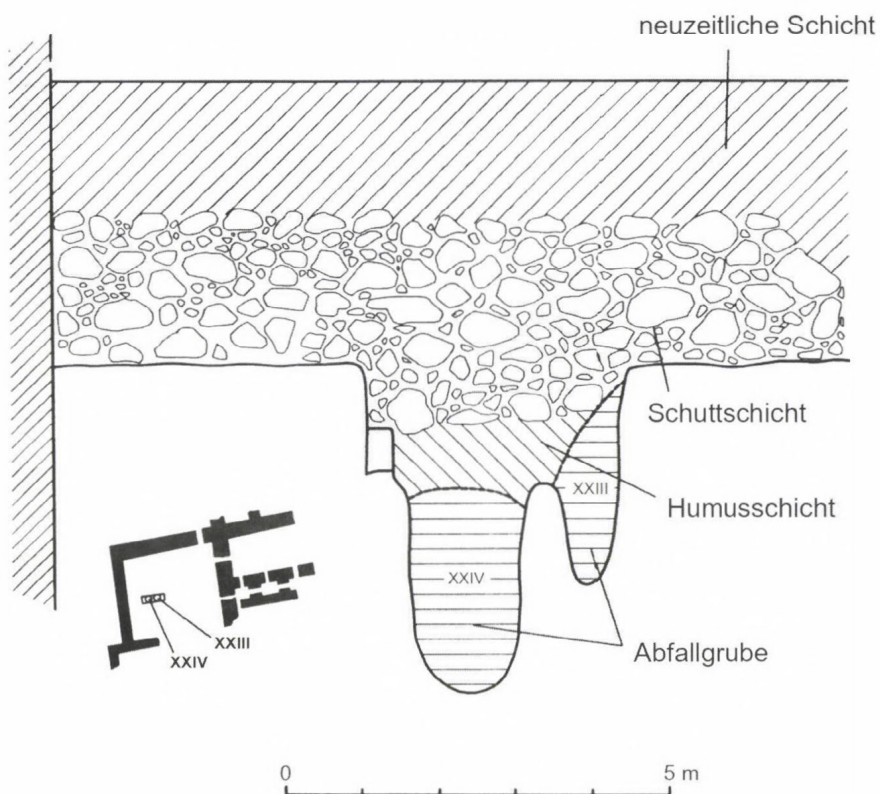 neuzeitliche Schicht
Schuttschicht
XXIII
Humusschicht
XXIV
XXIII
XXIV
Abfallgrube
0 5 m